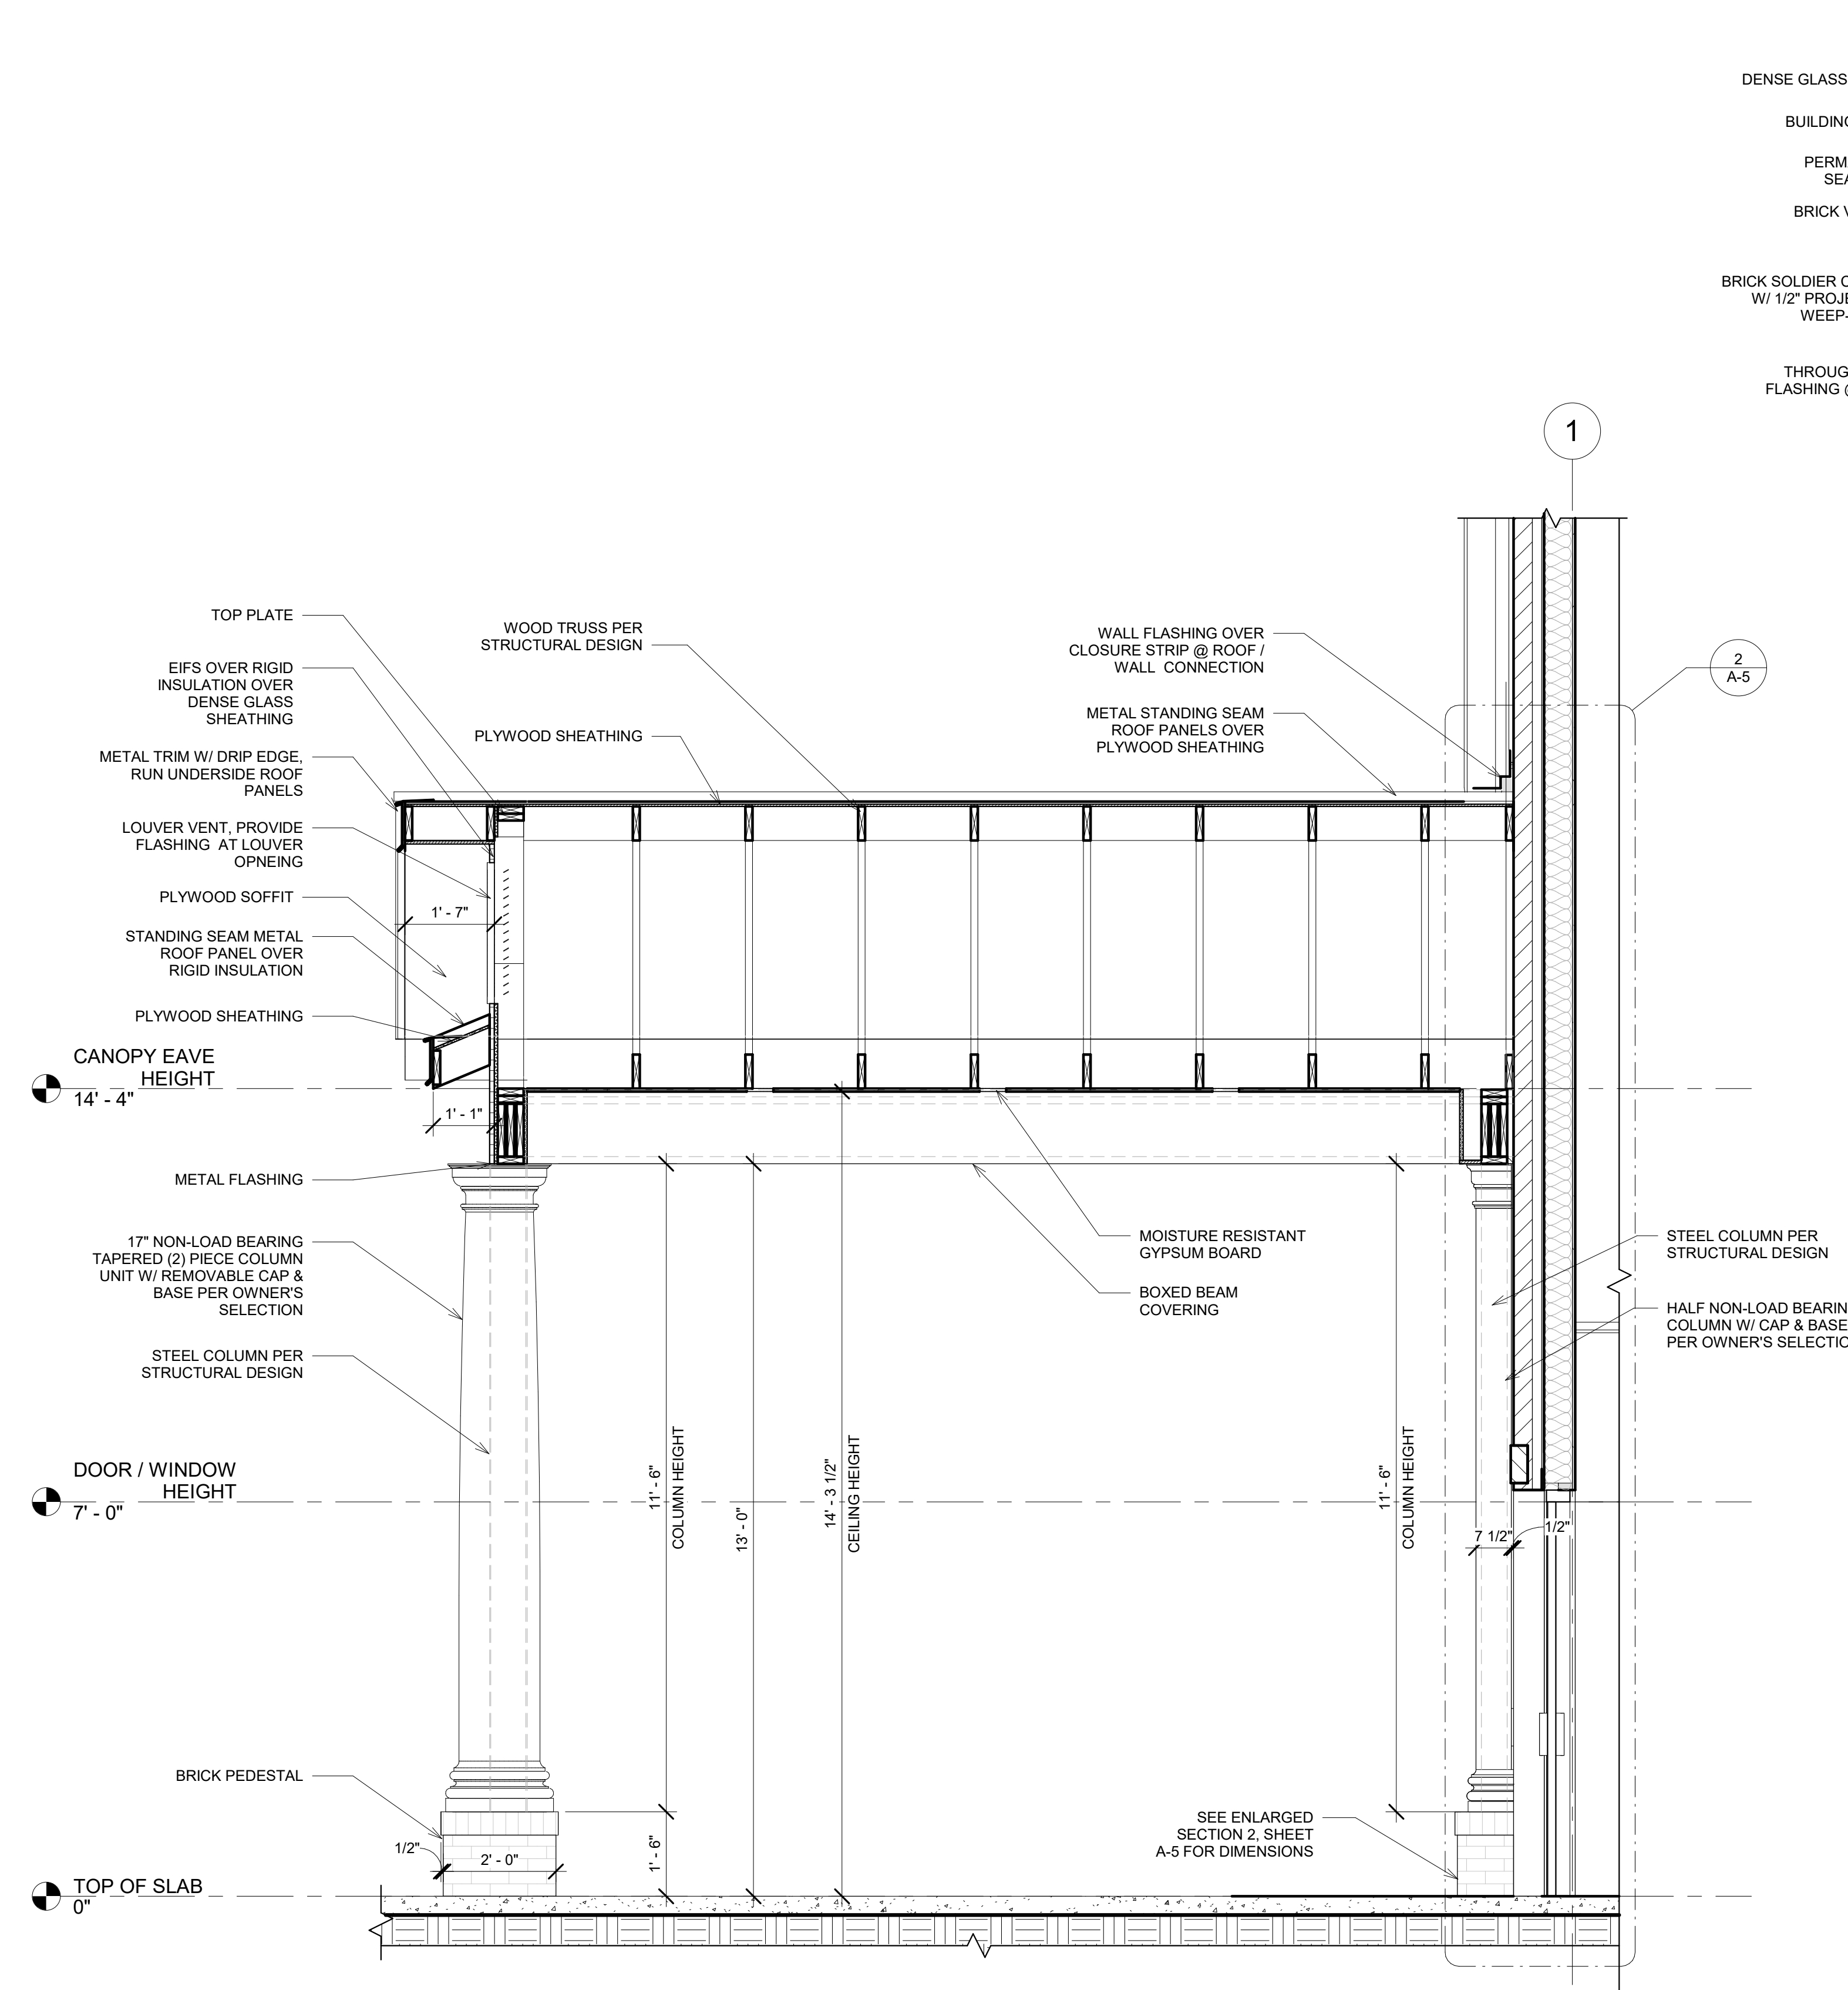 DENSE GLASS
BUILDING
PERM
SEA
BRICK V
BRICK SOLDIER C
W/ 1/2" PROJE
WEEP-
THROUG
FLASHING @
1
TOP PLATE
EIFS OVER RIGID
INSULATION OVER
DENSE GLASS
SHEATHING
METAL TRIM W/ DRIP EDGE,
RUN UNDERSIDE ROOF
PANELS
LOUVER VENT, PROVIDE
FLASHING AT LOUVER
OPNEING
PLYWOOD SOFFIT
STANDING SEAM METAL
ROOF PANEL OVER
RIGID INSULATION
PLYWOOD SHEATHING
WOOD TRUSS PER
STRUCTURAL DESIGN
PLYWOOD SHEATHING
WALL FLASHING OVER
CLOSURE STRIP @ ROOF /
WALL CONNECTION
METAL STANDING SEAM
ROOF PANELS OVER
PLYWOOD SHEATHING
2
A-5
1' - 7"
CANOPY EAVE
HEIGHT
14' - 4"
1' - 1"
METAL FLASHING
17" NON-LOAD BEARING
TAPERED (2) PIECE COLUMN
UNIT W/ REMOVABLE CAP &
BASE PER OWNER'S
SELECTION
STEEL COLUMN PER
STRUCTURAL DESIGN
MOISTURE RESISTANT
GYPSUM BOARD
BOXED BEAM
COVERING
STEEL COLUMN PER
STRUCTURAL DESIGN
HALF NON-LOAD BEARIN
COLUMN W/ CAP & BASE
PER OWNER'S SELECTIO
DOOR / WINDOW
HEIGHT
7' - 0"
11' - 6"
COLUMN HEIGHT
13' - 0"
14' - 3 1/2"
CEILING HEIGHT
11' - 6"
COLUMN HEIGHT
7 1/2"
1/2"
BRICK PEDESTAL
1/2"
2' - 0"
1' - 6"
SEE ENLARGED
SECTION 2, SHEET
A-5 FOR DIMENSIONS
TOP OF SLAB
0"